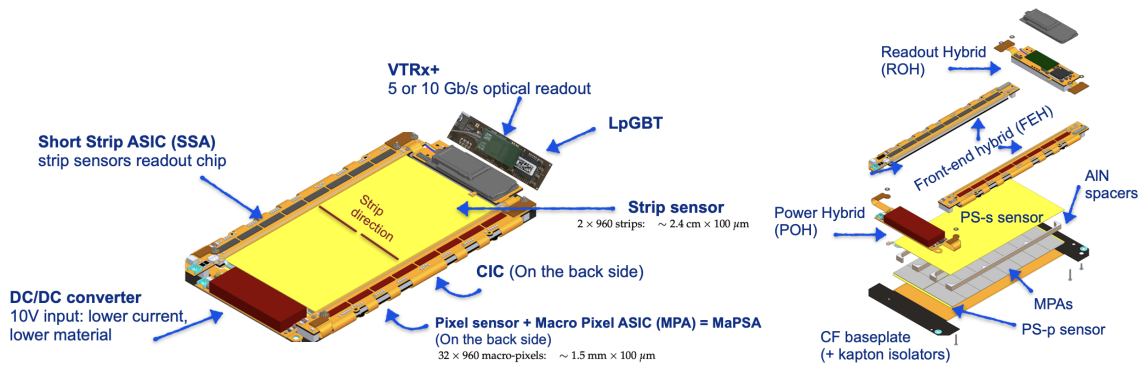 VTRx+
5 or 10 Gb/s optical readout
LpGBT
Short Strip ASIC (SSA)
strip sensors readout chip
Strip
direction
Strip sensor
2 × 960 strips: ~ 2.4 cm × 100 μm
CIC (On the back side)
DC/DC converter
10V input: lower current,
lower material
Pixel sensor + Macro Pixel ASIC (MPA) = MaPSA
(On the back side)
32 × 960 macro-pixels: ~ 1.5 mm × 100 μm
Readout Hybrid
(ROH)
Front-end hybrid (FEH)
AlN
spacers
Power Hybrid
(POH)
PS-s sensor
MPAs
PS-p sensor
CF baseplate
(+ kapton isolators)